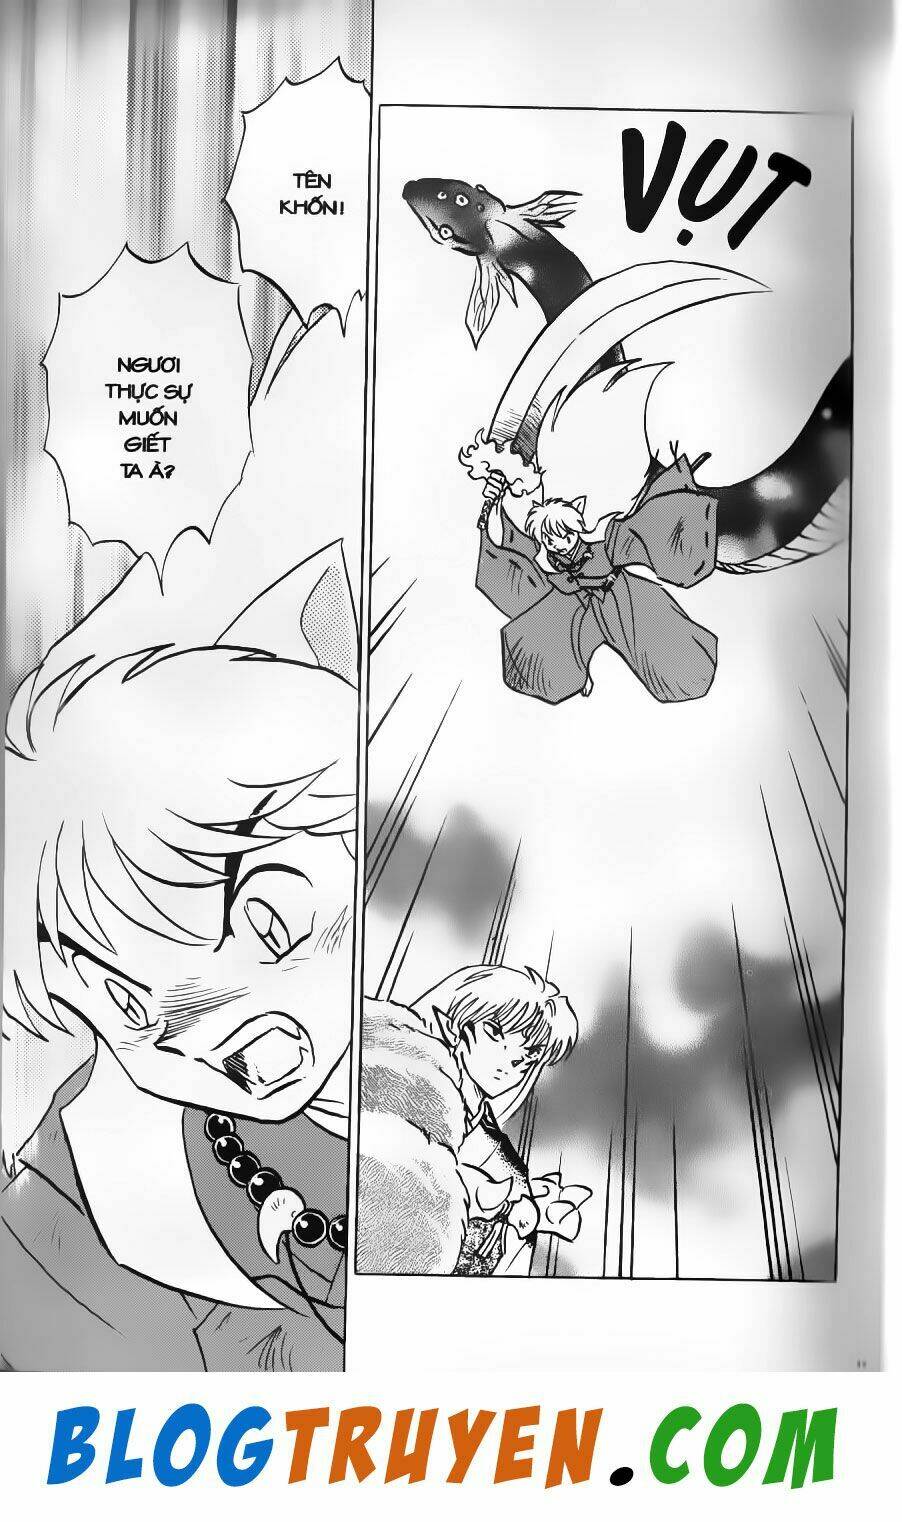 VỤT
TÊN
KHỐN!
NGƯƠI
THỰC SỰ
MUỐN
GIẾT
TA À?
BLOGTRUYEN.COM